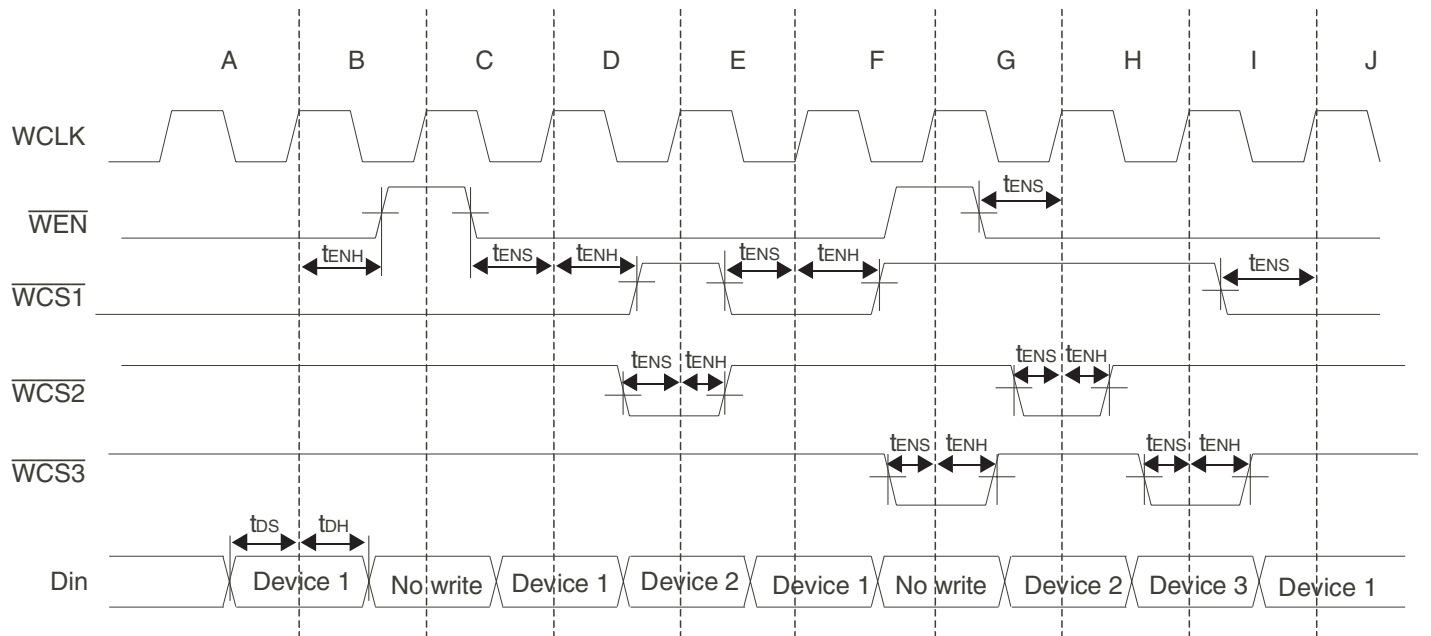 A B C D E F G H I J
WCLK
WEN
tENS
tENH tENS tENH tENS tENH tENS
WCS1
tENS tENH tENS tENH
WCS2
tENS tENH tENS tENH
WCS3
tDS tDH
Din Device 1 No write Device 1 Device 2 Device 1 No write Device 2 Device 3 Device 1